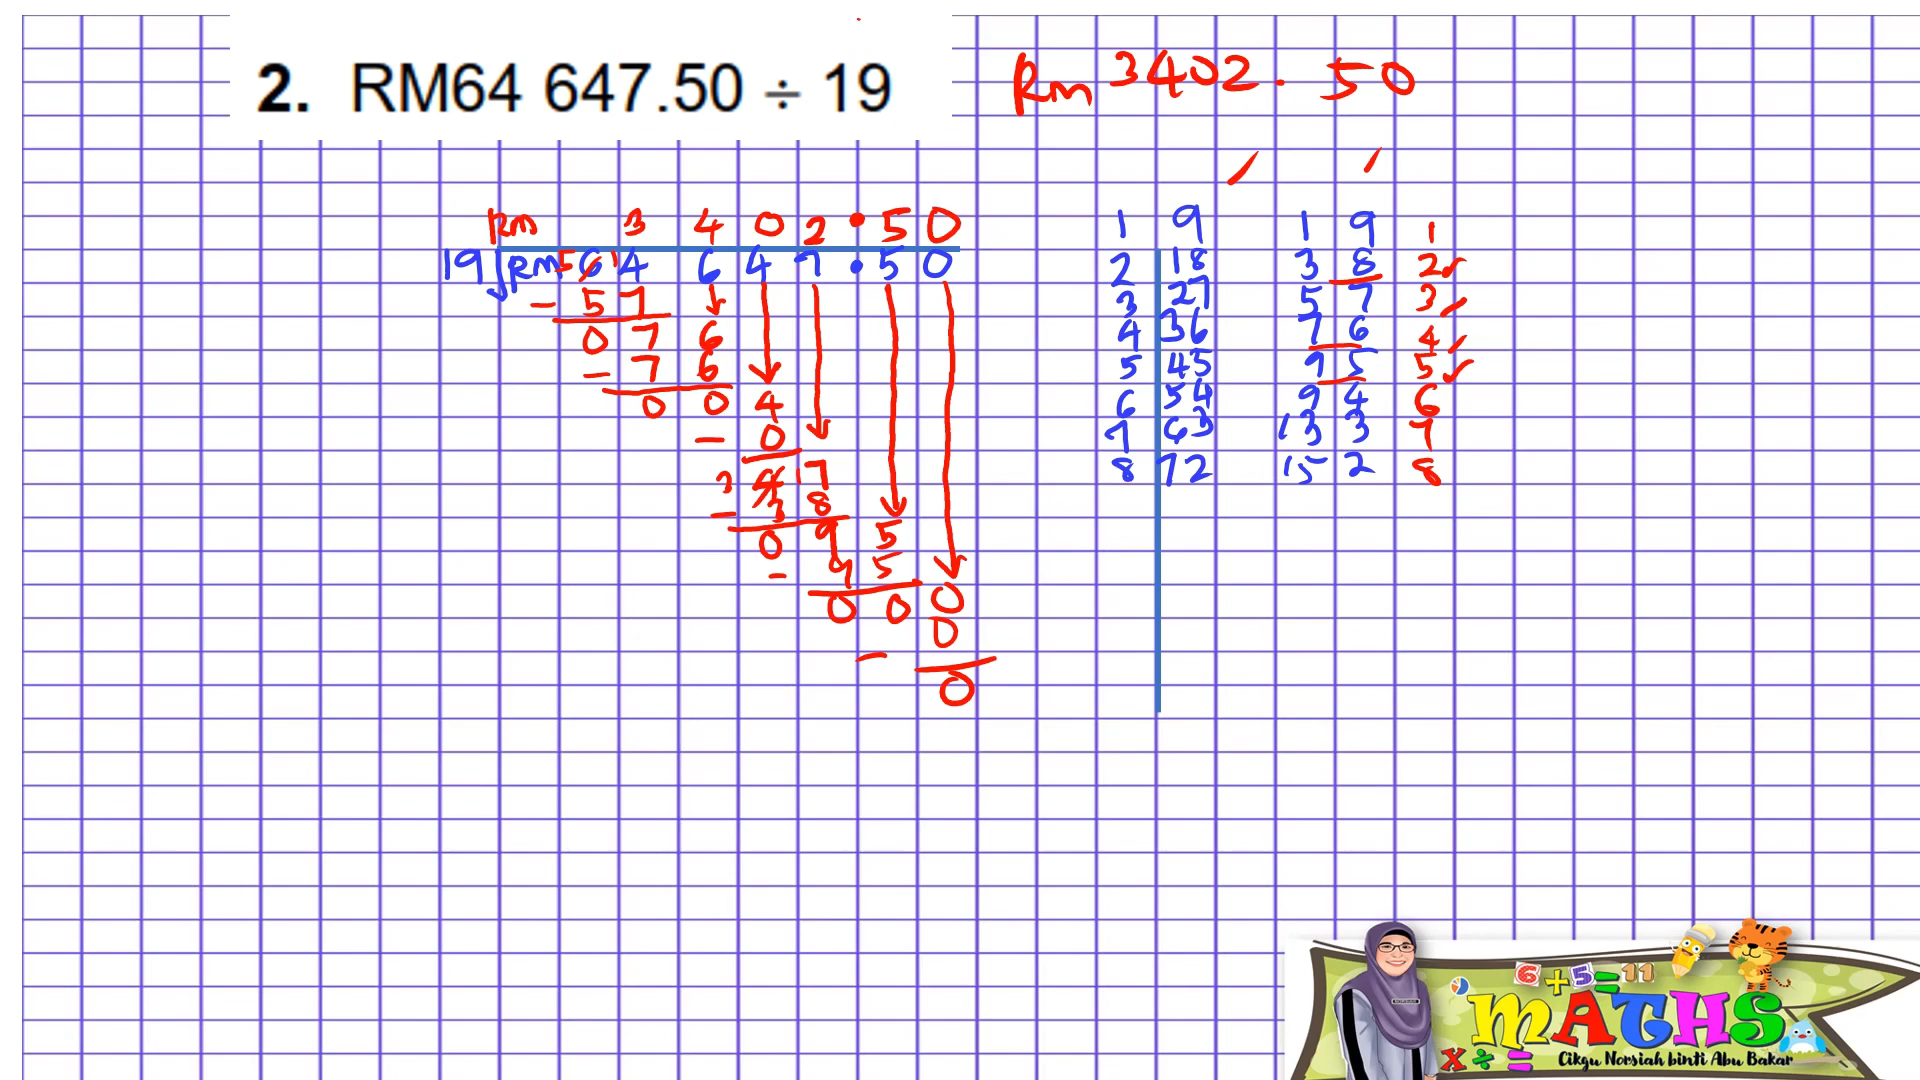 2. RM64 647.50 ÷ 19
Rm 3402.50
Rm 3 4 0 2 . 5 0
19 Rm 6 4 6 4 7 . 5 0
5 1
- 5 7
0 7 6
- 7 6
0 0 4
- 0
3 4 17
- 3 8
0 9 5
- 9 5
0 0 0
- 0
0
1 9 1 9 1
2 18 3 8 2
3 27 5 7 3
4 36 7 6 4
5 45 9 5 5
6 54 9 4 6
7 63 13 3 7
8 72 15 2 8
6+5=11
MATHS
x ÷ =
Cikgu Norsiah binti Abu Bakar